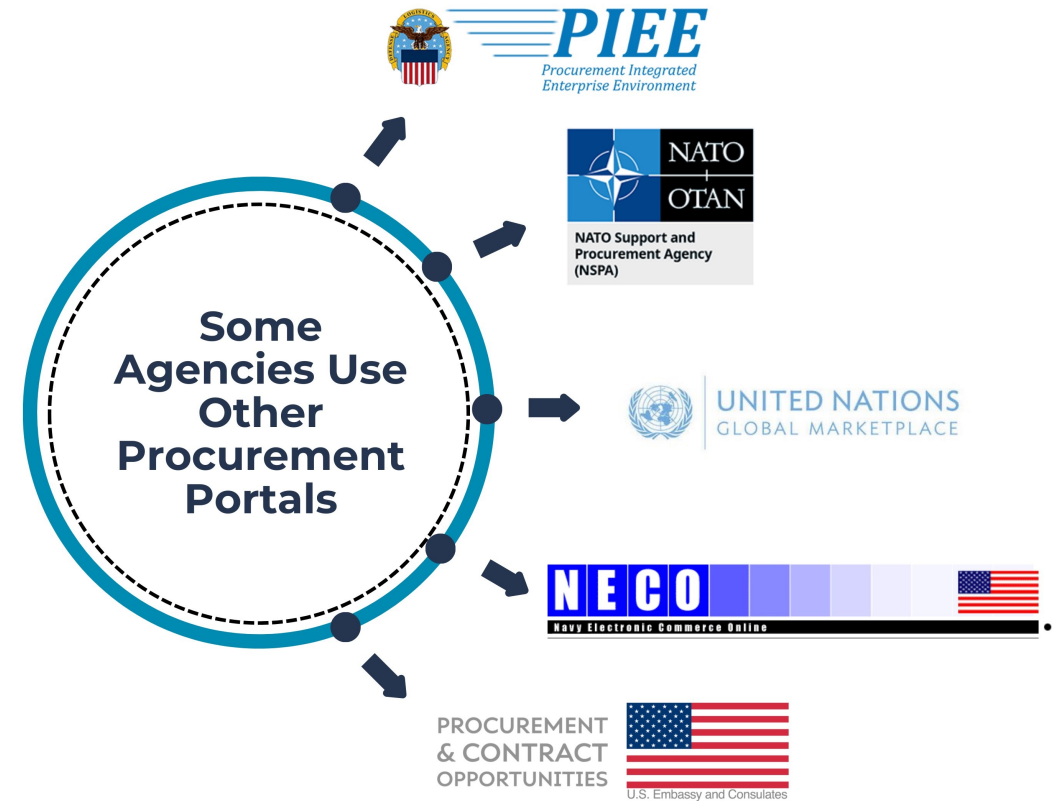 PIEE
Procurement Integrated
Enterprise Environment
NATO
OTAN
NATO Support and
Procurement Agency
(NSPA)
Some
Agencies Use
Other
Procurement
Portals
UNITED NATIONS
GLOBAL MARKETPLACE
NECO
Navy Electronic Commerce Online
PROCUREMENT
& CONTRACT
OPPORTUNITIES
U.S. Embassy and Consulates